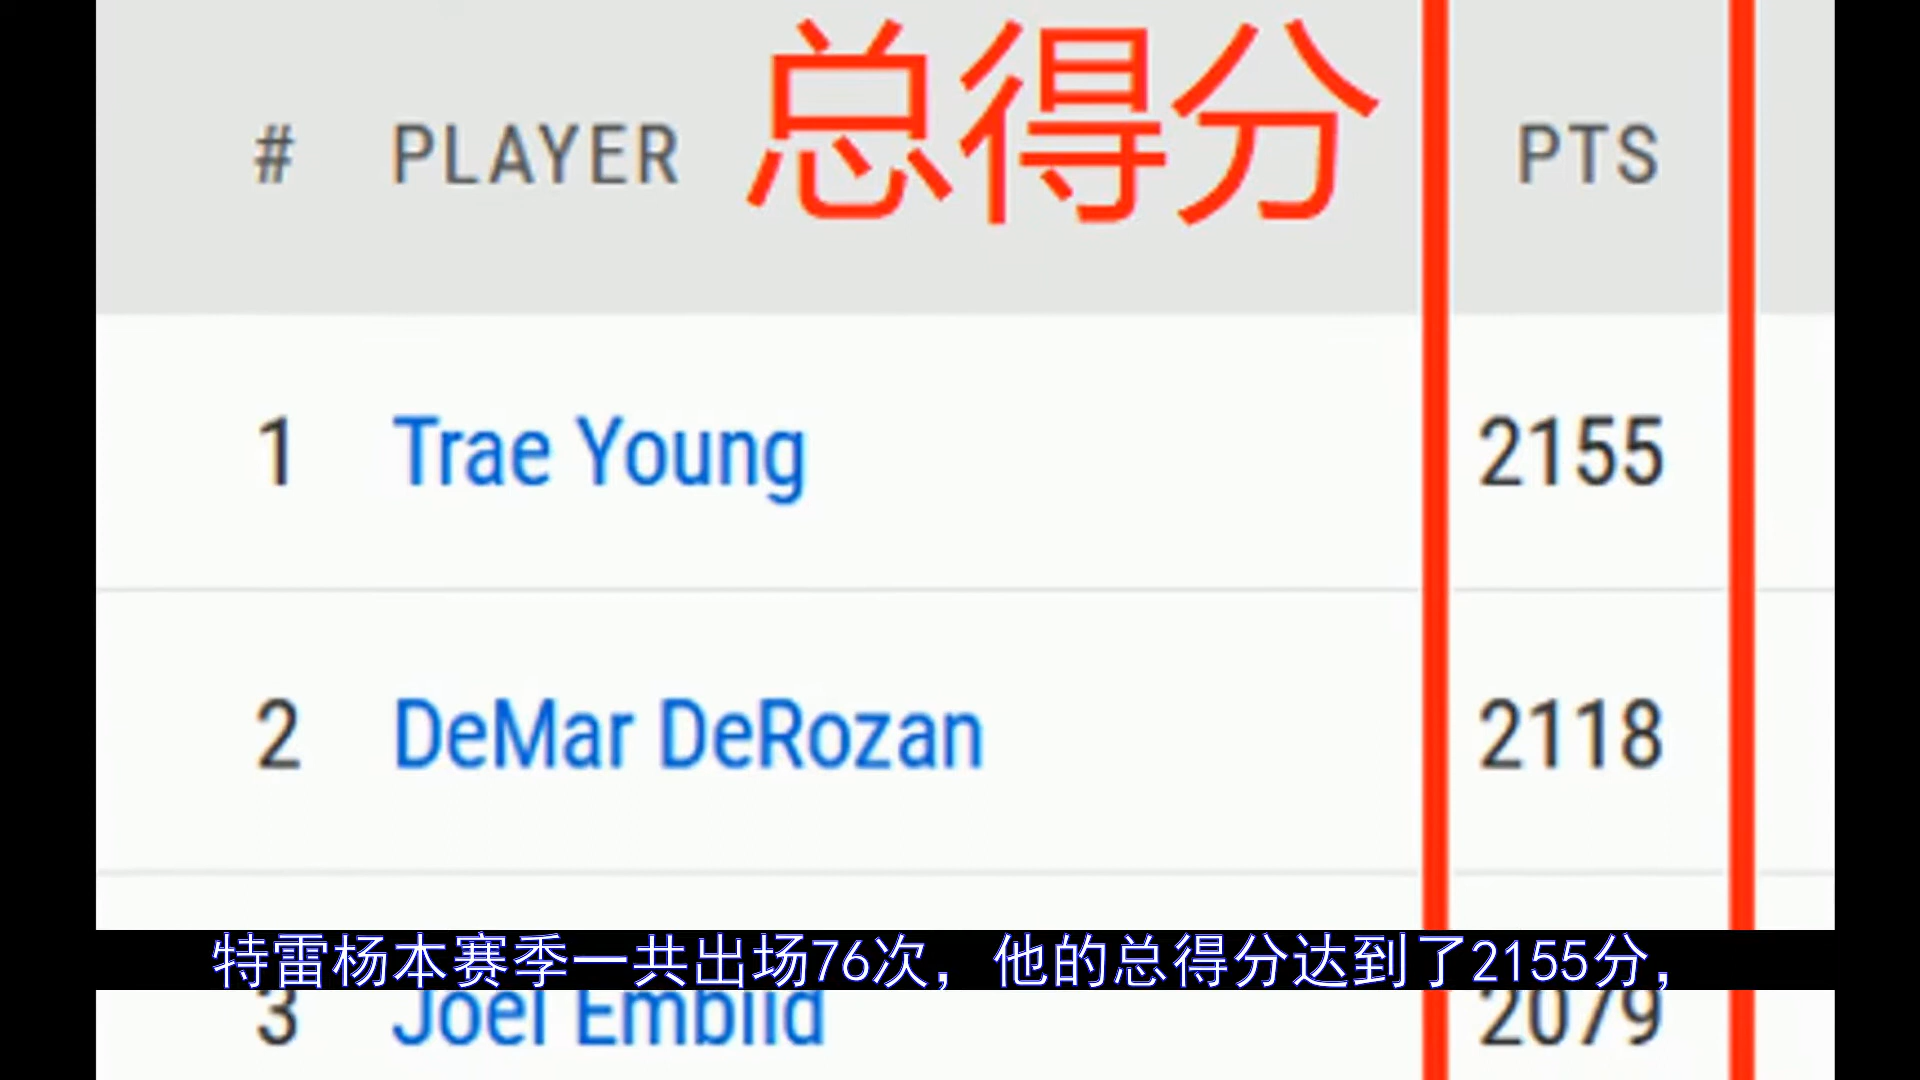 # PLAYER 总得分 PTS
1 Trae Young 2155
2 DeMar DeRozan 2118
特雷杨本赛季一共出场76次，他的总得分达到了2155分，
3 Joel Embiid 2079